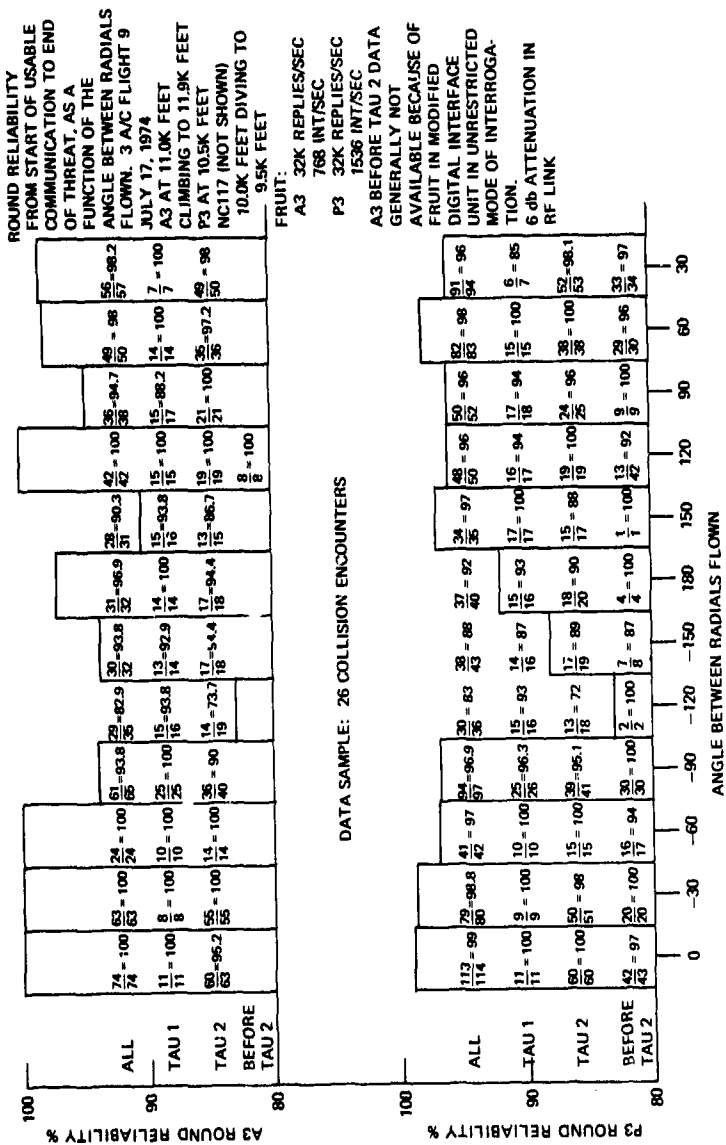 ROUND RELIABILITY
FROM START OF USABLE
COMMUNICATION TO END
OF THREAT, AS A
FUNCTION OF THE
ANGLE BETWEEN RADIALS
FLOWN. 3 A/C FLIGHT 9
JULY 17, 1974
A3 AT 11.0K FEET
CLIMBING TO 11.9K FEET
P3 AT 10.5K FEET
NC117 (NOT SHOWN)
10.0K FEET DIVING TO
9.5K FEET
FRUIT:
A3 32K REPLIES/SEC
768 INT/SEC
P3 32K REPLIES/SEC
1536 INT/SEC
A3 BEFORE TAU 2 DATA
GENERALLY NOT
AVAILABLE BECAUSE OF
FRUIT IN MODIFIED
DIGITAL INTERFACE
UNIT IN UNRESTRICTED
MODE OF INTERROGA-
TION.
6 db ATTENUATION IN
RF LINK
A3 ROUND RELIABILITY %
100
90
80
ALL 74/74 = 100 63/63 = 100 24/24 = 100 61/65 =93.8 29/35 =82.9 30/32 =93.8 31/32 =96.9 28/31 =90.3 42/42 = 100 36/38 =94.7 49/50 = 98 56/57 =98.2
TAU 1 11/11 = 100 8/8 = 100 10/10 = 100 25/25 = 100 15/16 =93.8 13/14 =92.9 14/14 = 100 15/16 =93.8 15/15 = 100 15/17 =88.2 14/14 = 100 7/7 = 100
TAU 2 60/63 =95.2 55/55 = 100 14/14 = 100 36/40 = 90 14/19 =73.7 17/18 =54.4 17/18 =94.4 13/15 =86.7 19/19 = 100 21/21 = 100 35/36 =97.2 49/50 = 98
BEFORE TAU 2 8/8 = 100
DATA SAMPLE: 26 COLLISION ENCOUNTERS
P3 ROUND RELIABILITY %
100
90
80
ALL 113/114 = 99 79/80 =98.8 41/42 = 97 94/97 =96.9 30/36 = 83 38/43 = 88 37/40 = 92 34/35 = 97 48/50 = 96 50/52 = 96 82/83 = 98 91/94 = 96
TAU 1 11/11 = 100 9/9 = 100 10/10 = 100 25/26 =96.3 15/16 = 93 14/16 = 87 15/16 = 93 17/17 = 100 16/17 = 94 17/18 = 94 15/15 = 100 6/7 = 85
TAU 2 60/60 = 100 50/51 = 98 15/15 = 100 39/41 =95.1 13/18 = 72 17/19 = 89 18/20 = 90 15/17 = 88 19/19 = 100 24/25 = 96 38/38 = 100 52/53 =98.1
BEFORE TAU 2 42/43 = 97 20/20 = 100 16/17 = 94 30/30 = 100 2/2 = 100 7/8 = 87 4/4 = 100 1/1 = 100 13/42 = 92 9/9 = 100 29/30 = 96 33/34 = 97
0 -30 -60 -90 -120 -150 180 150 120 90 60 30
ANGLE BETWEEN RADIALS FLOWN